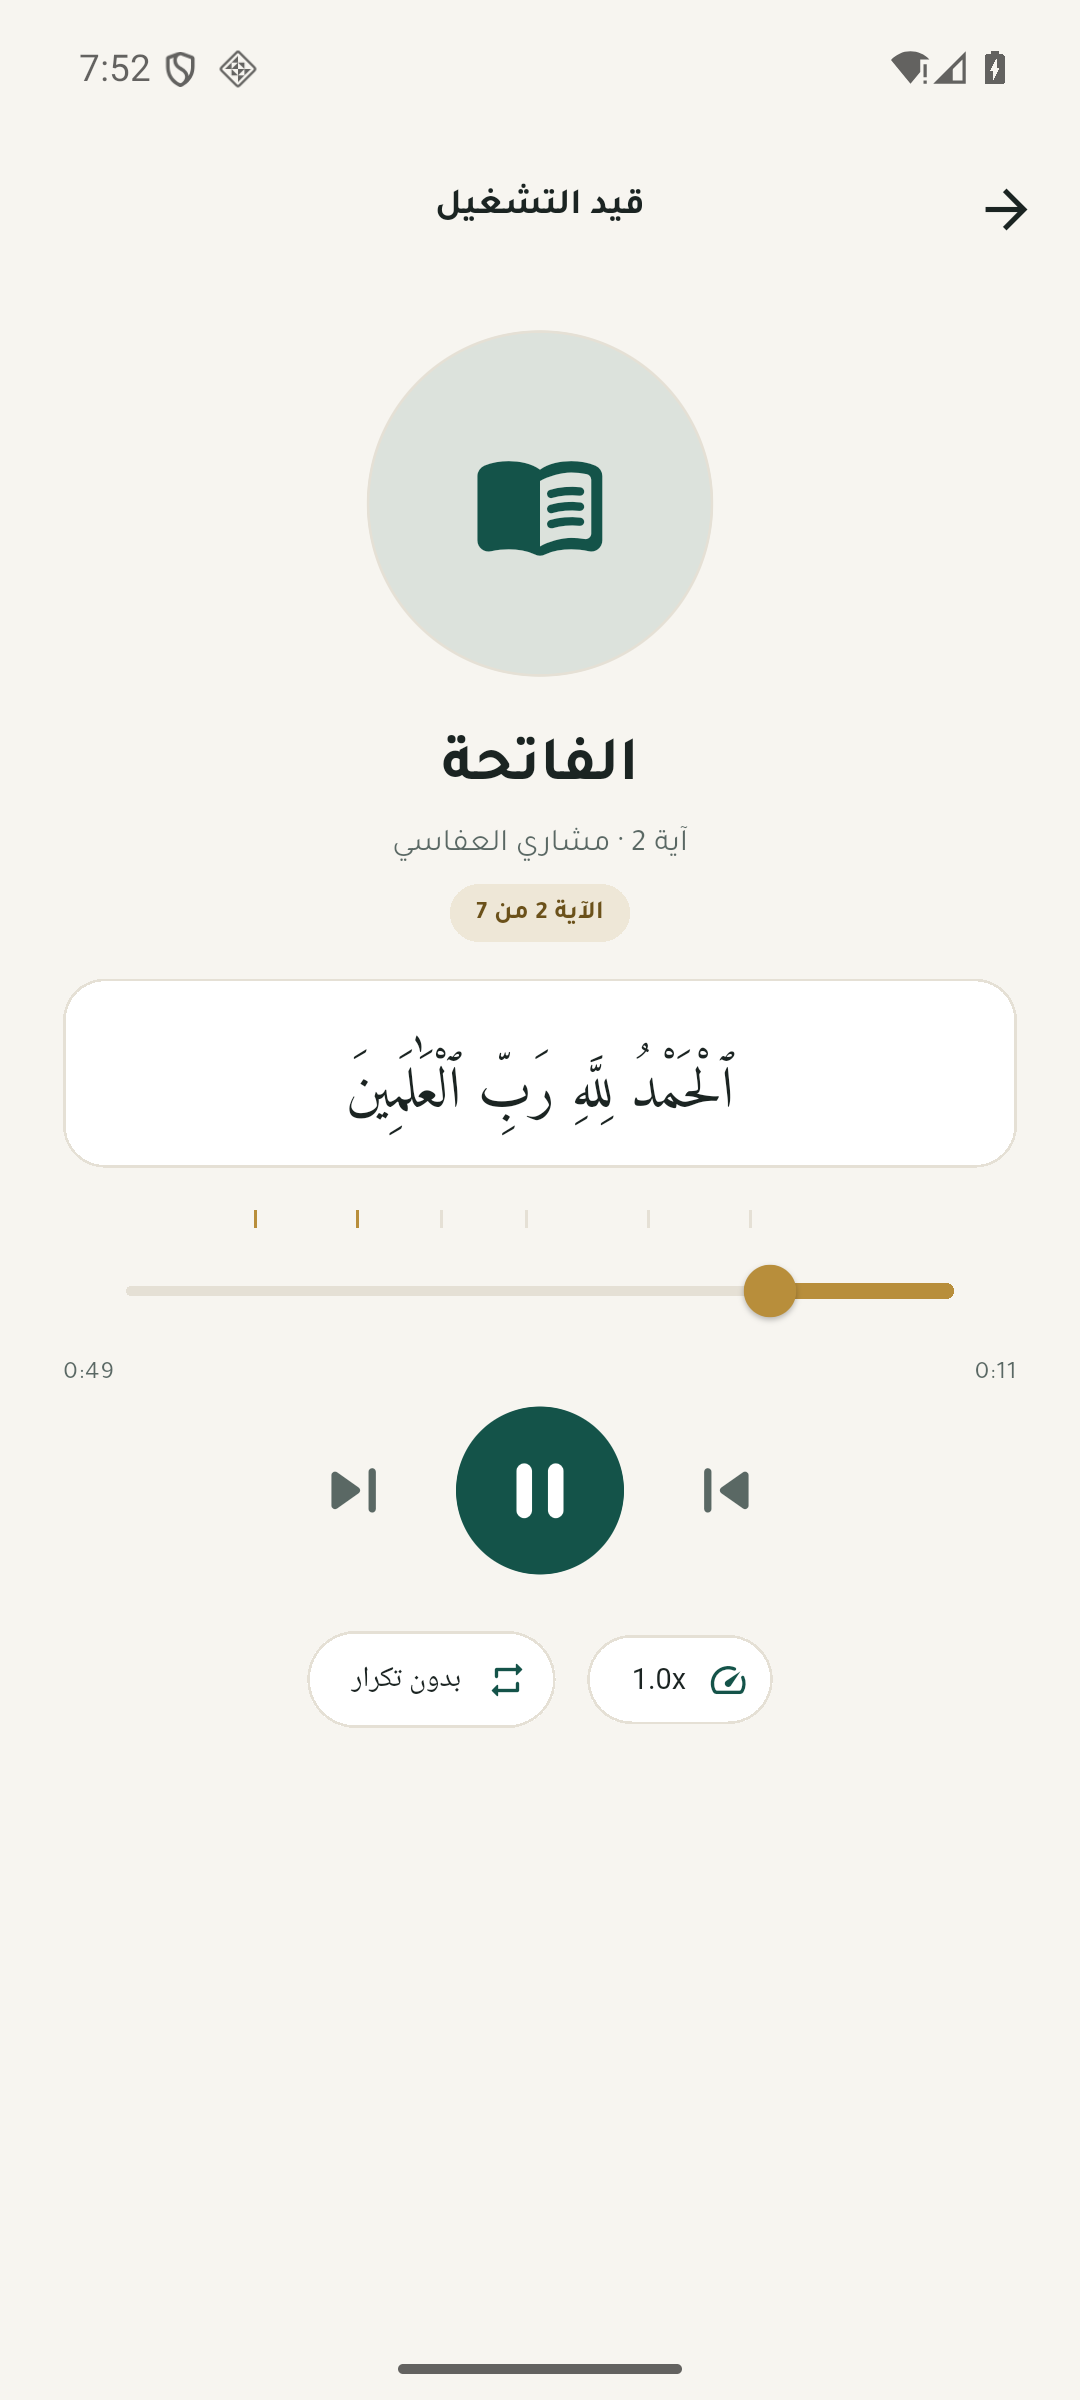 7:52
قيد التشغيل
الفاتحة
آية 2 · مشاري العفاسي
الآية 2 من 7
ٱلْحَمْدُ لِلَّهِ رَبِّ ٱلْعَٰلَمِينَ
0:11 0:49
1.0x بدون تكرار